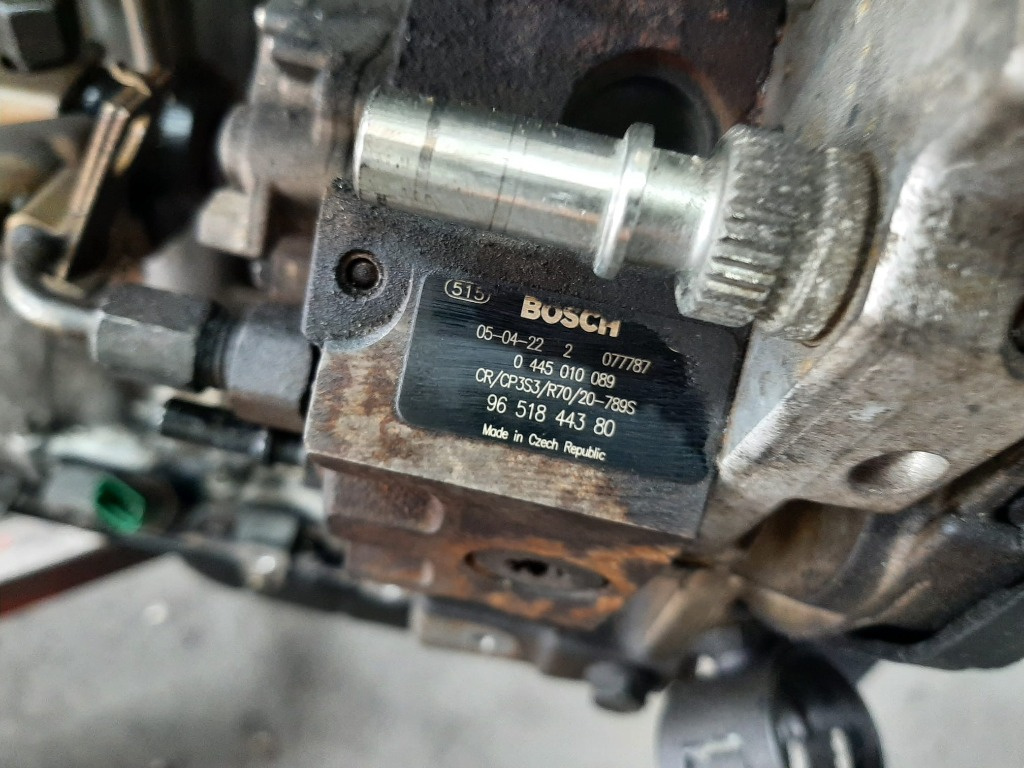 515
BOSCH
05-04-22 2 077787
0 445 010 089
CR/CP3S3/R70/20-789S
96 518 443 80
Made in Czech Republic